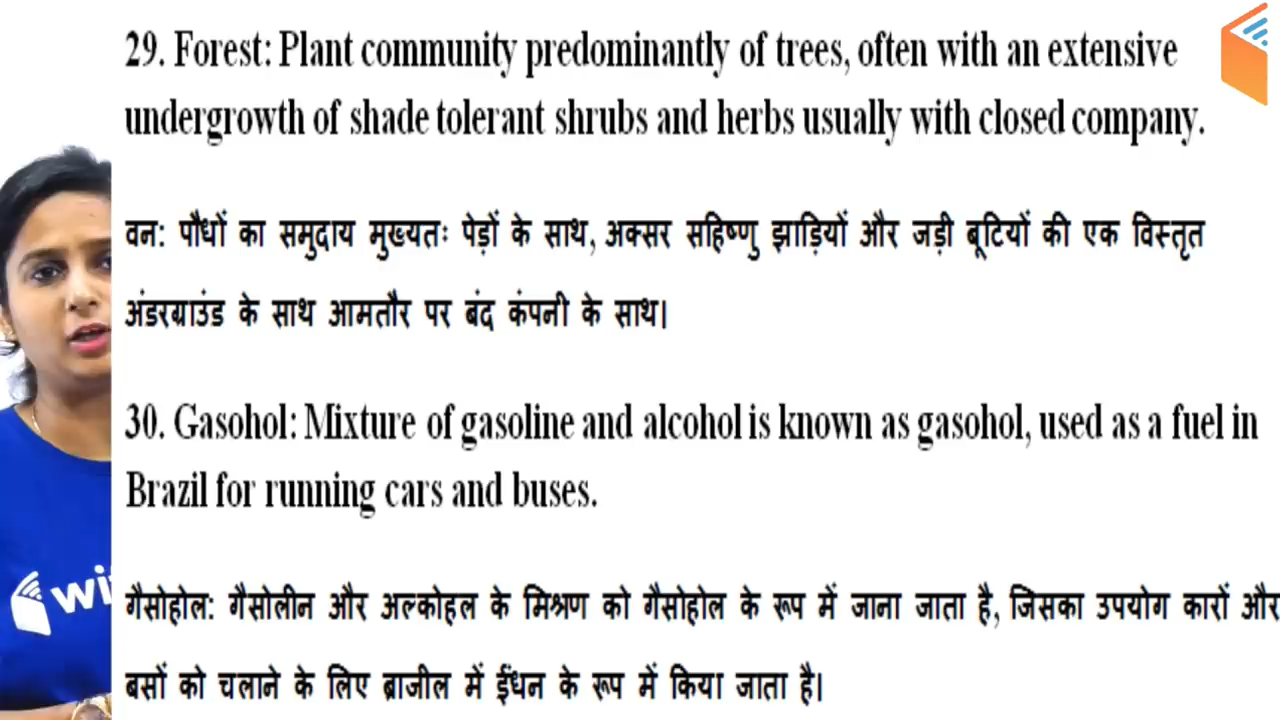 29. Forest: Plant community predominantly of trees, often with an extensive
undergrowth of shade tolerant shrubs and herbs usually with closed company.
वन: पौधों का समुदाय मुख्यतः पेड़ों के साथ, अक्सर सहिष्णु झाड़ियों और जड़ी बूटियों की एक विस्तृत
अंडरग्राउंड के साथ आमतौर पर बंद कंपनी के साथ।
30. Gasohol: Mixture of gasoline and alcohol is known as gasohol, used as a fuel in
Brazil for running cars and buses.
wi
गैसोहोल: गैसोलीन और अल्कोहल के मिश्रण को गैसोहोल के रूप में जाना जाता है, जिसका उपयोग कारों और
बसों को चलाने के लिए ब्राजील में ईंधन के रूप में किया जाता है।